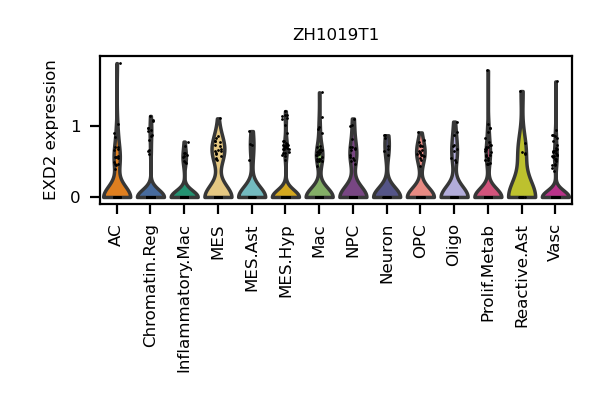 ZH1019T1
EXD2 expression
1
0
AC
Chromatin.Reg
Inflammatory.Mac
MES
MES.Ast
MES.Hyp
Mac
NPC
Neuron
OPC
Oligo
Prolif.Metab
Reactive.Ast
Vasc